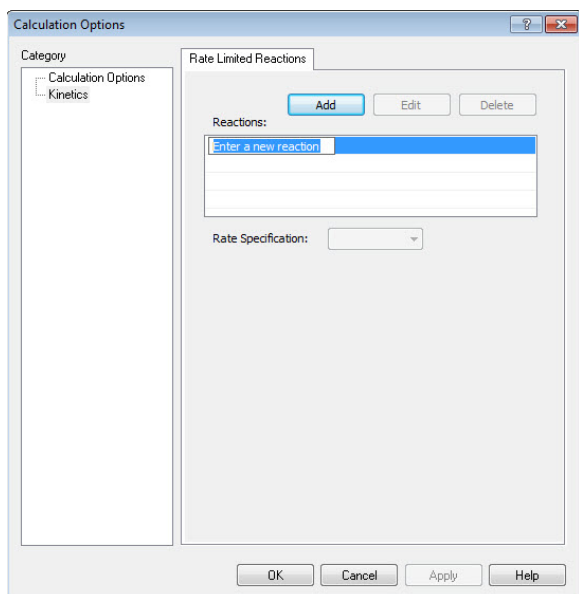 Calculation Options
Category
Calculation Options
Kinetics
Rate Limited Reactions
Add Edit Delete
Reactions:
Enter a new reaction
Rate Specification:
OK Cancel Apply Help